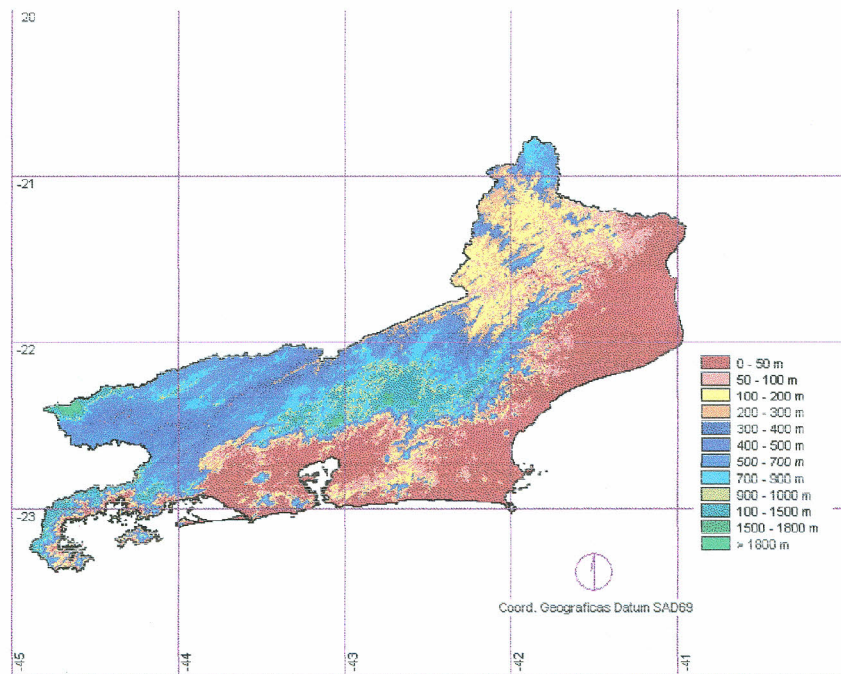 20
-21
-22
-23
0 - 50 m
50 - 100 m
100 - 200 m
200 - 300 m
300 - 400 m
400 - 500 m
500 - 700 m
700 - 900 m
900 - 1000 m
100 - 1500 m
1500 - 1800 m
> 1800 m
Coord. Geograficas Datum SAD69
-45
-44
-43
-42
-41